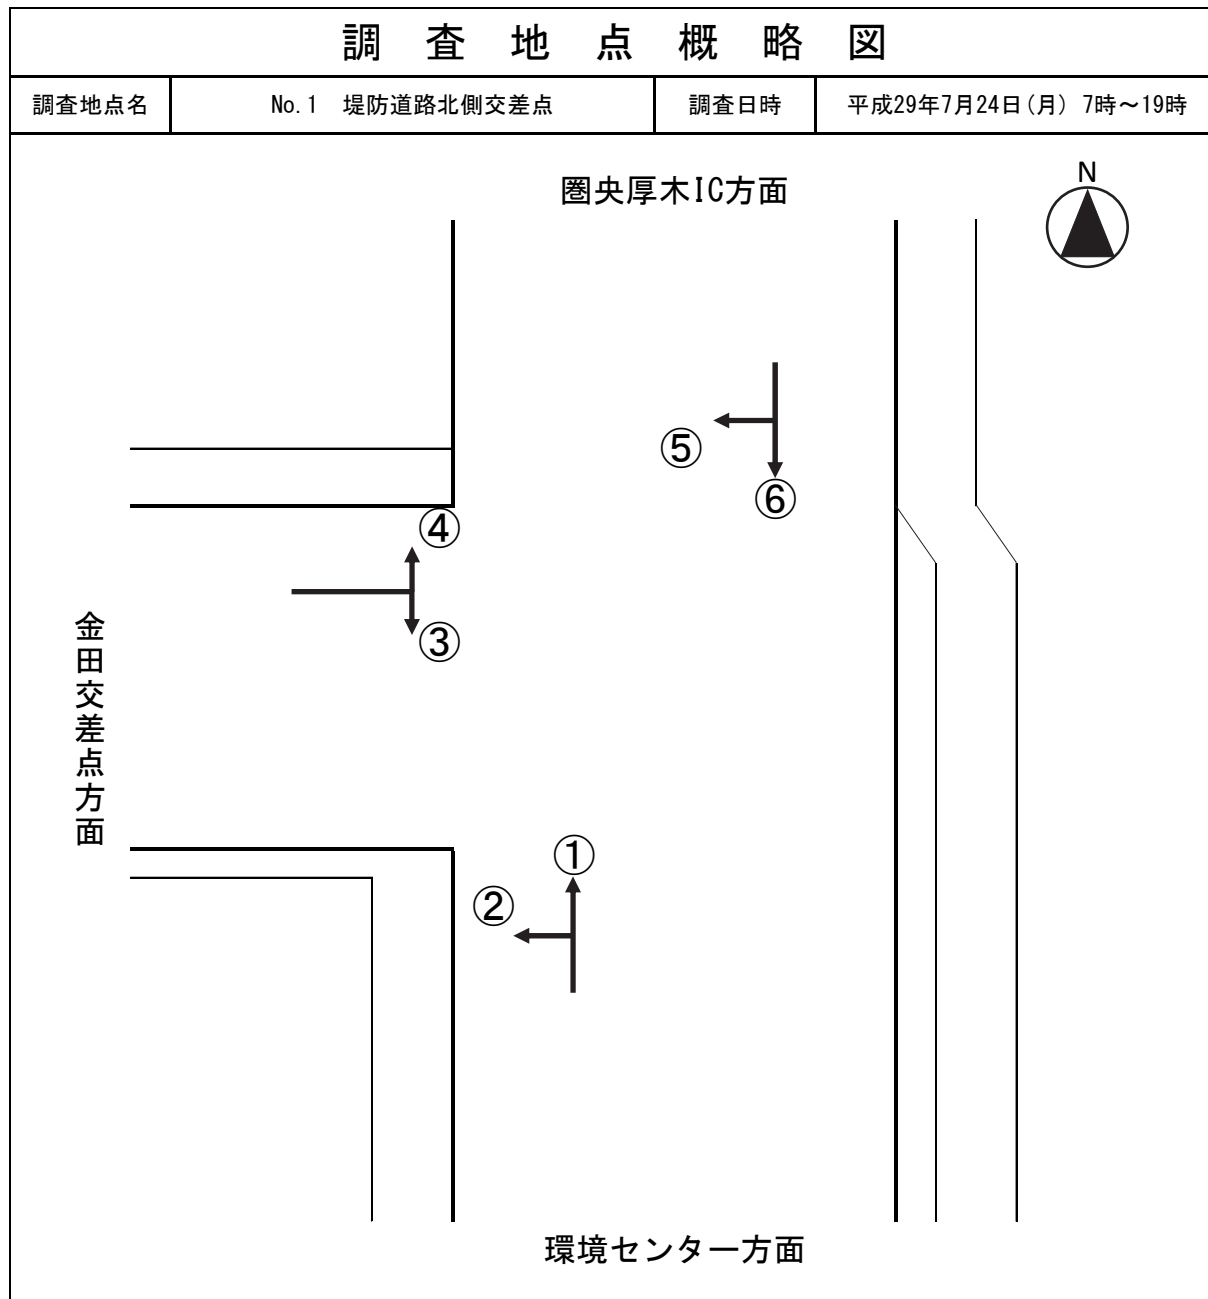 調査地点概略図
調査地点名 No.1 堤防道路北側交差点 調査日時 平成29年7月24日(月) 7時～19時
圏央厚木IC方面
N
⑤
⑥
④
③
金田交差点方面
①
②
環境センター方面